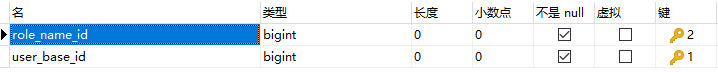 名 类型 长度 小数点 不是 null 虚拟 键
role_name_id bigint 0 0 2
user_base_id bigint 0 0 1